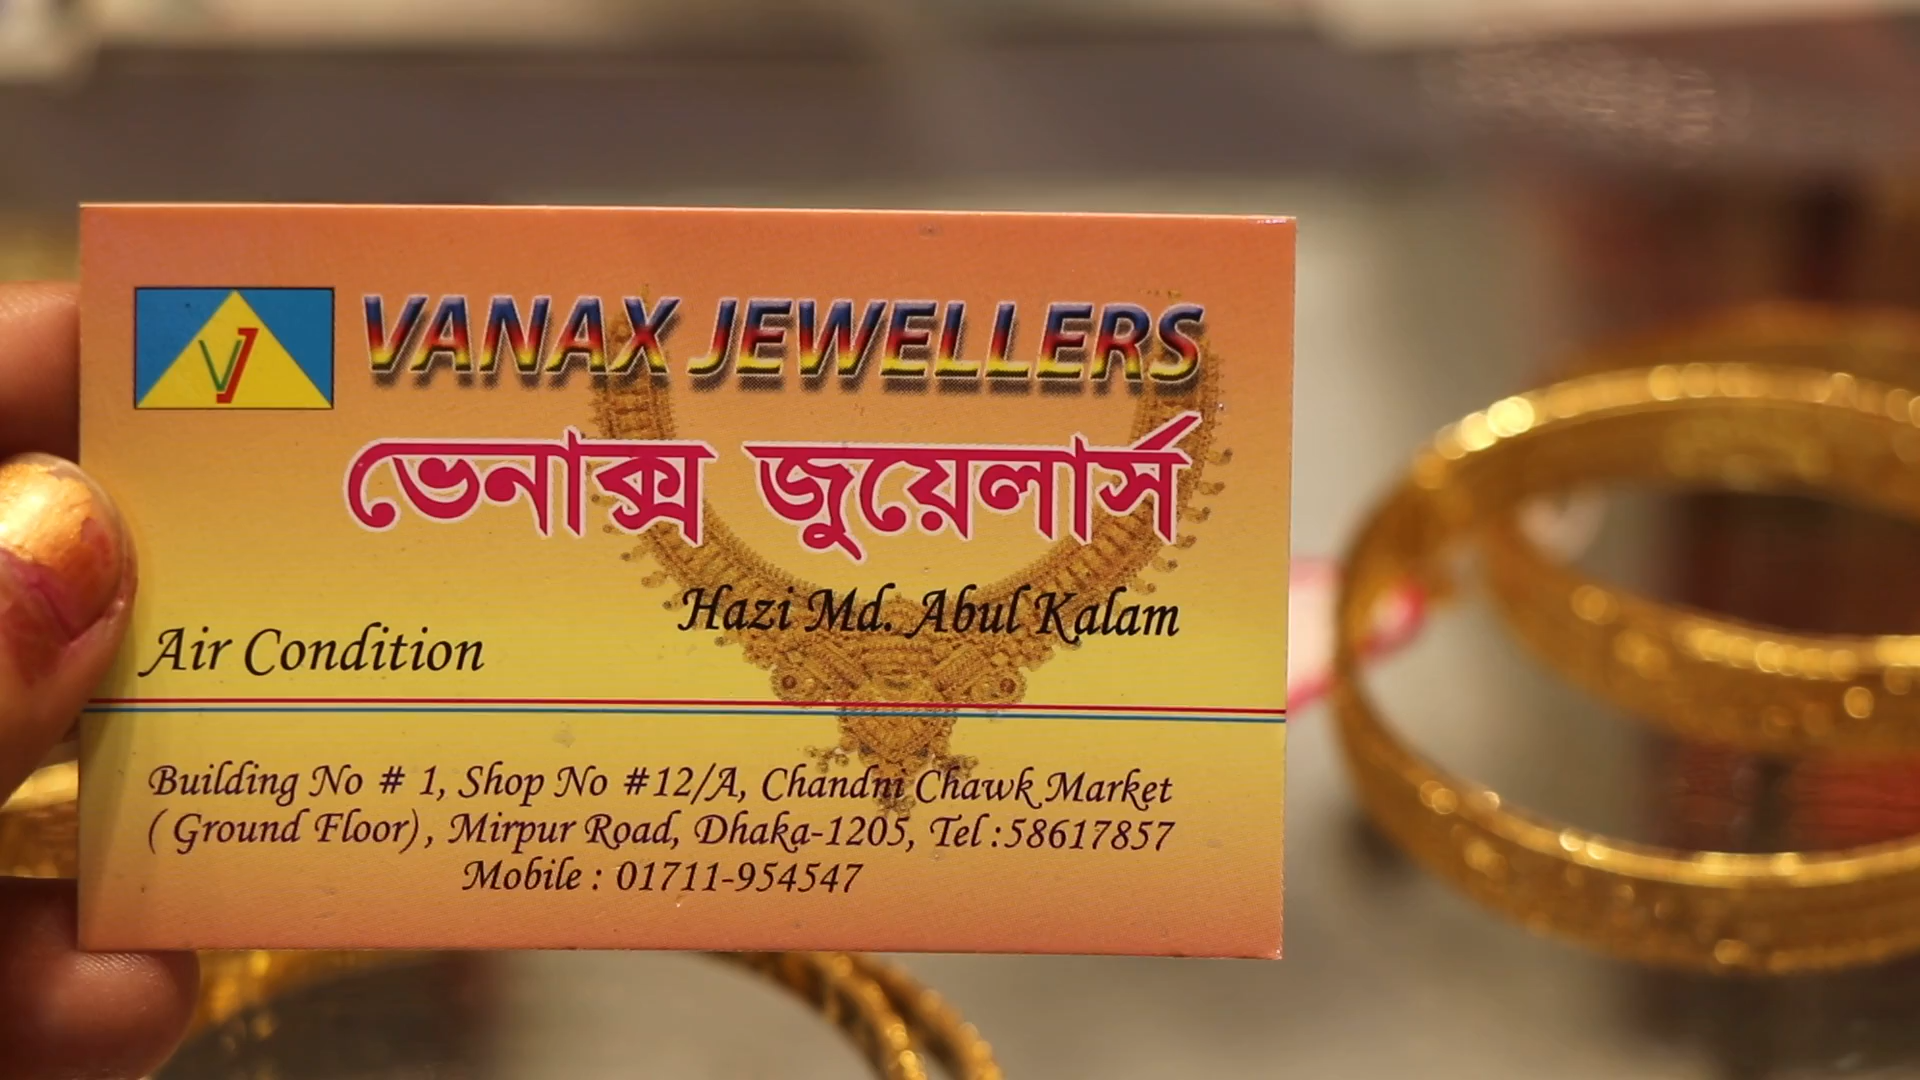 VJ
VANAX JEWELLERS
ভেনাক্স জুয়েলার্স
Hazi Md. Abul Kalam
Air Condition
Building No # 1, Shop No #12/A, Chandni Chawk Market
( Ground Floor) , Mirpur Road, Dhaka-1205, Tel :58617857
Mobile : 01711-954547